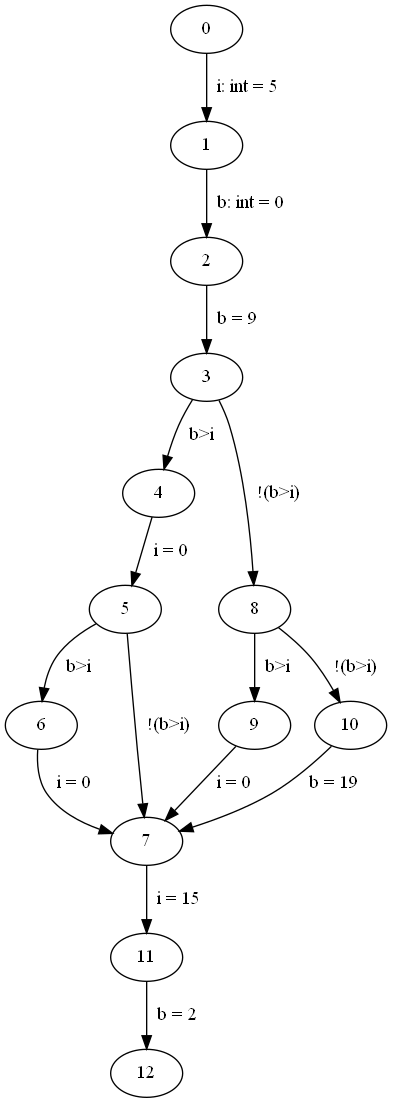 0
i: int = 5
1
b: int = 0
2
b = 9
3
b>i
4
!(b>i)
i = 0
5
8
b>i
!(b>i)
b>i
!(b>i)
6
9
10
i = 0
i = 0
b = 19
7
i = 15
11
b = 2
12